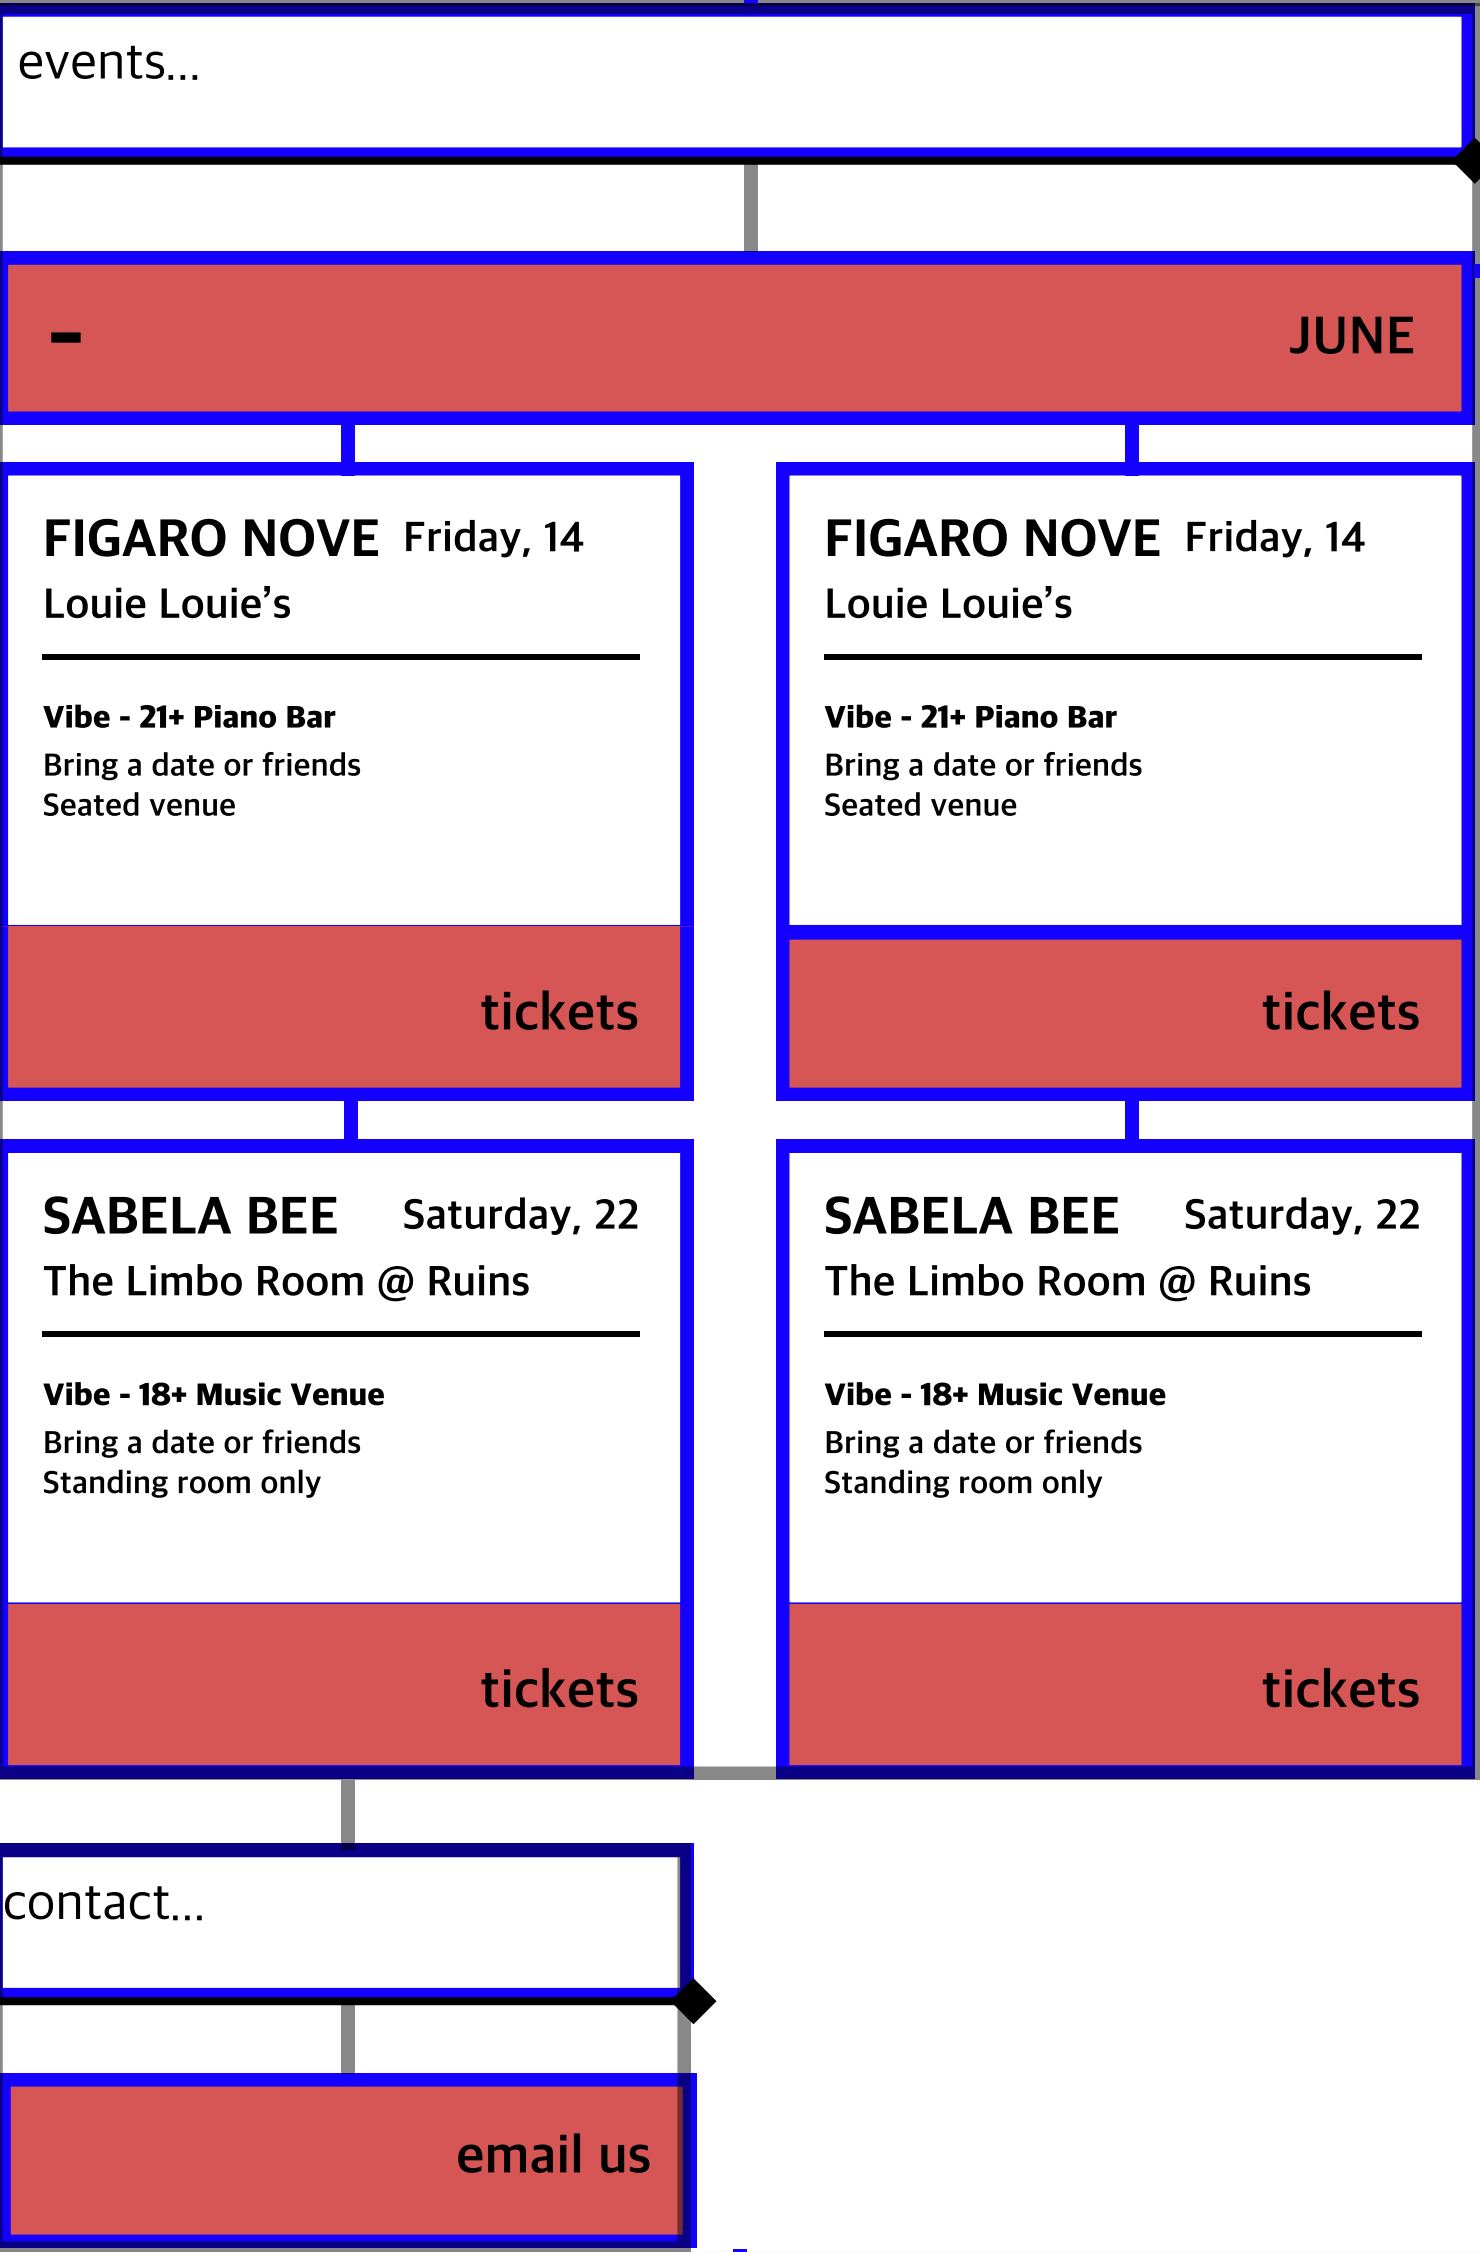 events...
- JUNE
FIGARO NOVE Friday, 14
Louie Louie’s
Vibe - 21+ Piano Bar
Bring a date or friends
Seated venue
tickets
FIGARO NOVE Friday, 14
Louie Louie’s
Vibe - 21+ Piano Bar
Bring a date or friends
Seated venue
tickets
SABELA BEE Saturday, 22
The Limbo Room @ Ruins
Vibe - 18+ Music Venue
Bring a date or friends
Standing room only
tickets
SABELA BEE Saturday, 22
The Limbo Room @ Ruins
Vibe - 18+ Music Venue
Bring a date or friends
Standing room only
tickets
contact...
email us